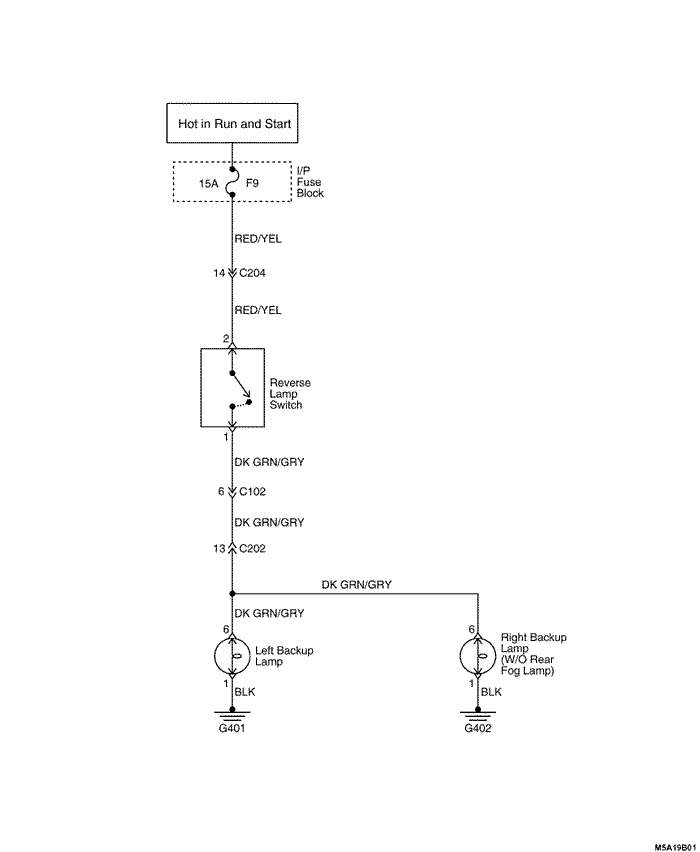 Hot in Run and Start
15A
F9
I/P
Fuse
Block
RED/YEL
14
C204
RED/YEL
2
Reverse
Lamp
Switch
1
DK GRN/GRY
6
C102
DK GRN/GRY
13
C202
DK GRN/GRY
DK GRN/GRY
6
Left Backup
Lamp
1
BLK
G401
6
Right Backup
Lamp
(W/O Rear
Fog Lamp)
1
BLK
G402
M5A19B01